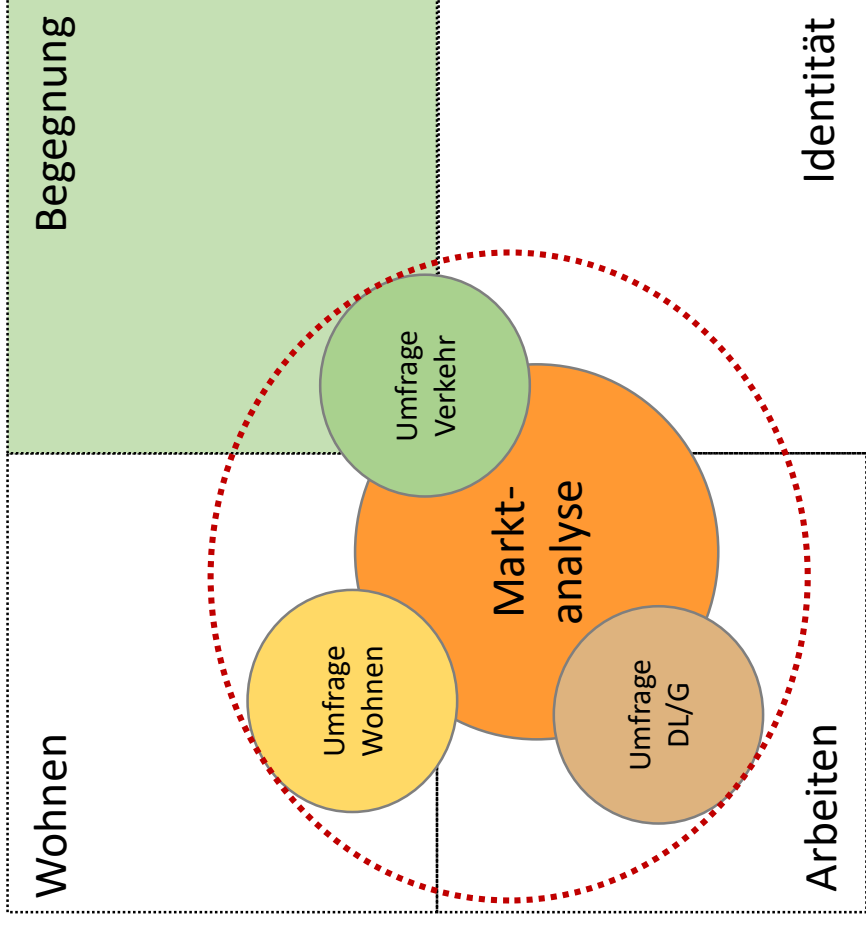 Wohnen
Begegnung
Umfrage
Wohnen
Umfrage
Verkehr
Markt-
analyse
Umfrage
DL/G
Arbeiten
Identität